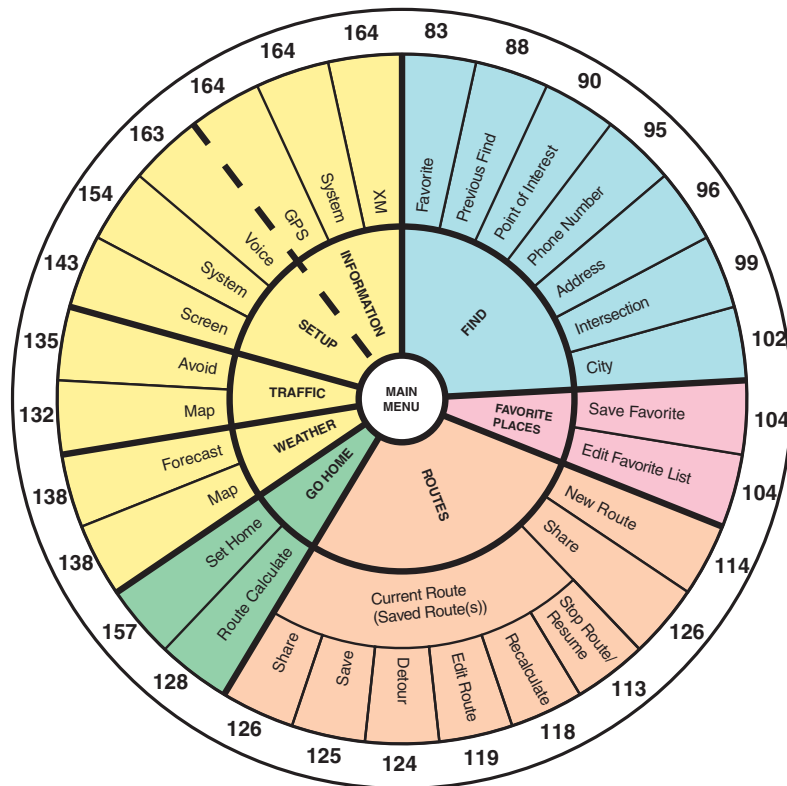 MAIN
MENU
FIND
Favorite
83
Previous Find
88
Point of Interest
90
Phone Number
95
Address
96
Intersection
99
City
102
FAVORITE
PLACES
Save Favorite
104
Edit Favorite List
104
ROUTES
New Route
114
Share
126
Current Route
(Saved Route(s))
Stop Route/
Resume
113
Recalculate
118
Edit Route
119
Detour
124
Save
125
Share
126
GO HOME
Route Calculate
128
Set Home
157
WEATHER
Map
138
Forecast
138
TRAFFIC
Map
132
Avoid
135
SETUP
Screen
143
System
154
Voice
163
INFORMATION
GPS
164
System
164
XM
164